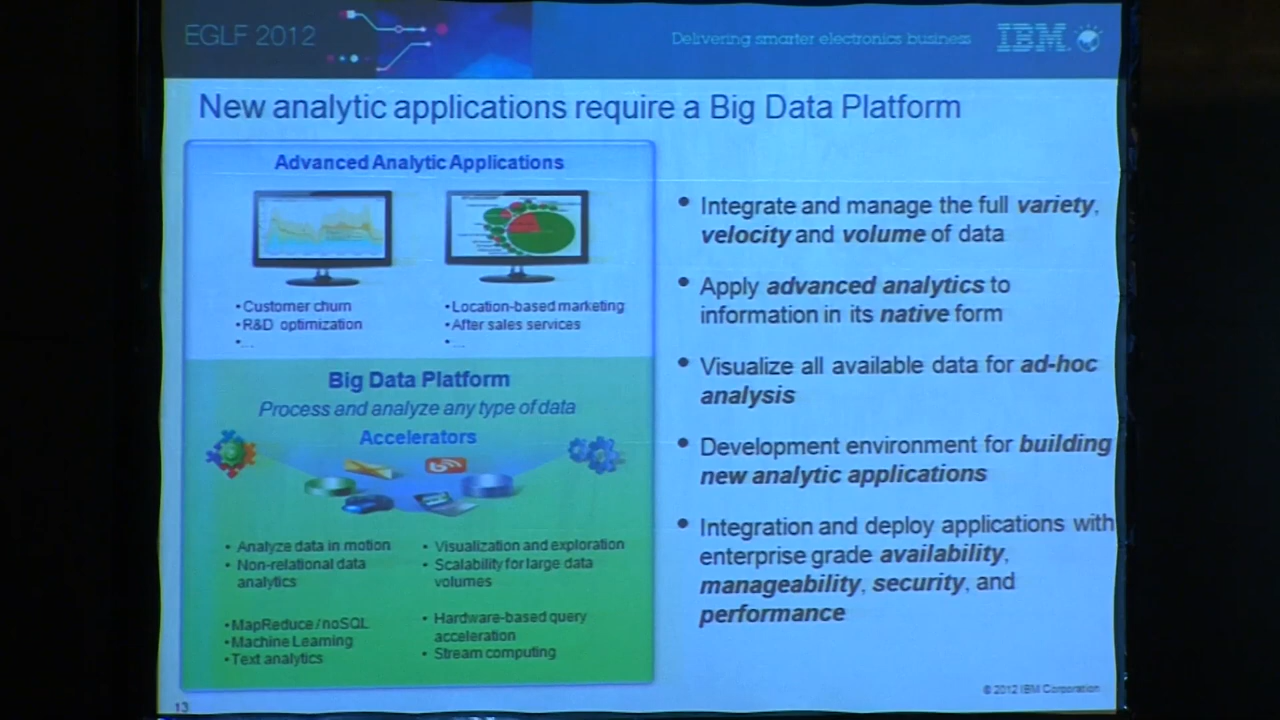 EGLF 2012
Delivering smarter electronics business
IBM
New analytic applications require a Big Data Platform
Advanced Analytic Applications
• Customer churn
• R&D optimization
• ...
• Location-based marketing
• After sales services
• ...
Big Data Platform
Process and analyze any type of data
Accelerators
• Analyze data in motion
• Non-relational data
analytics
• MapReduce / noSQL
• Machine Learning
• Text analytics
• Visualization and exploration
• Scalability for large data
volumes
• Hardware-based query
acceleration
• Stream computing
• Integrate and manage the full variety,
velocity and volume of data
• Apply advanced analytics to
information in its native form
• Visualize all available data for ad-hoc
analysis
• Development environment for building
new analytic applications
• Integration and deploy applications with
enterprise grade availability,
manageability, security, and
performance
© 2012 IBM Corporation
13